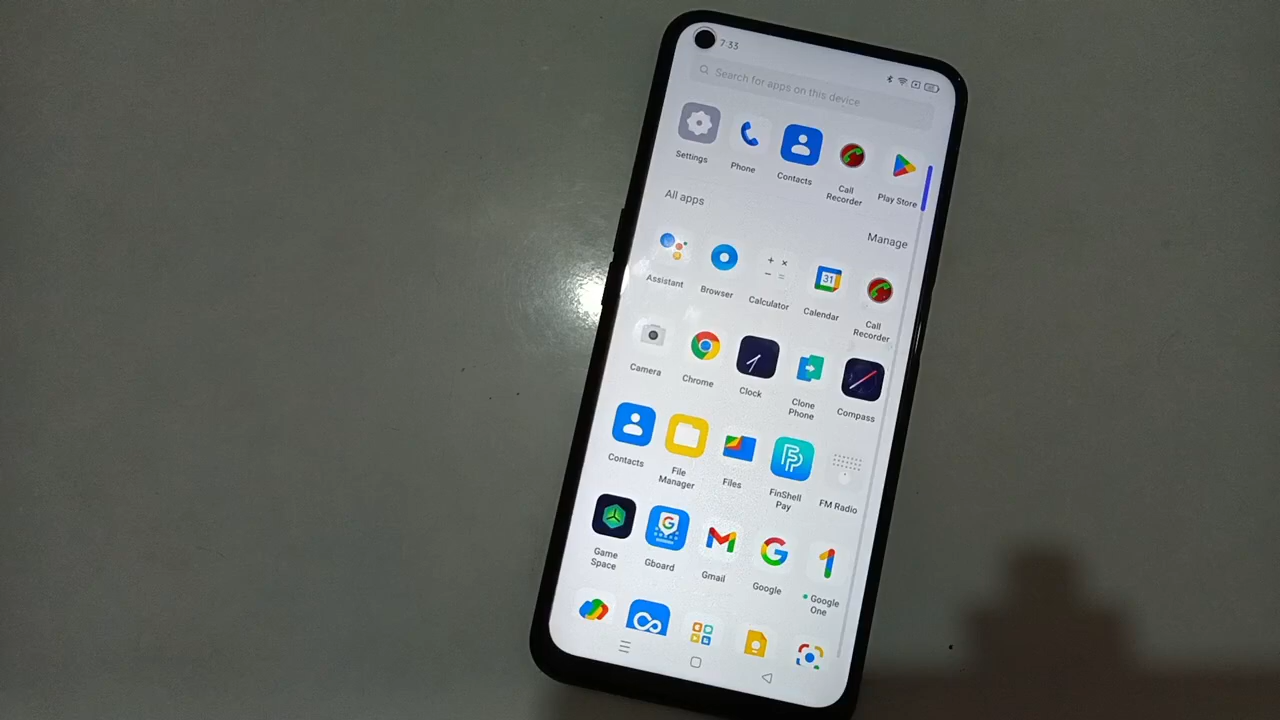 7:33
Search for apps on this device
Settings
Phone
Contacts
Call
Recorder
Play Store
All apps
Manage
Assistant
Browser
Calculator
31
Calendar
Call
Recorder
Camera
Chrome
Clock
Clone
Phone
Compass
Contacts
File
Manager
Files
FinShell
Pay
FM Radio
Game
Space
Gboard
Gmail
Google
Google
One